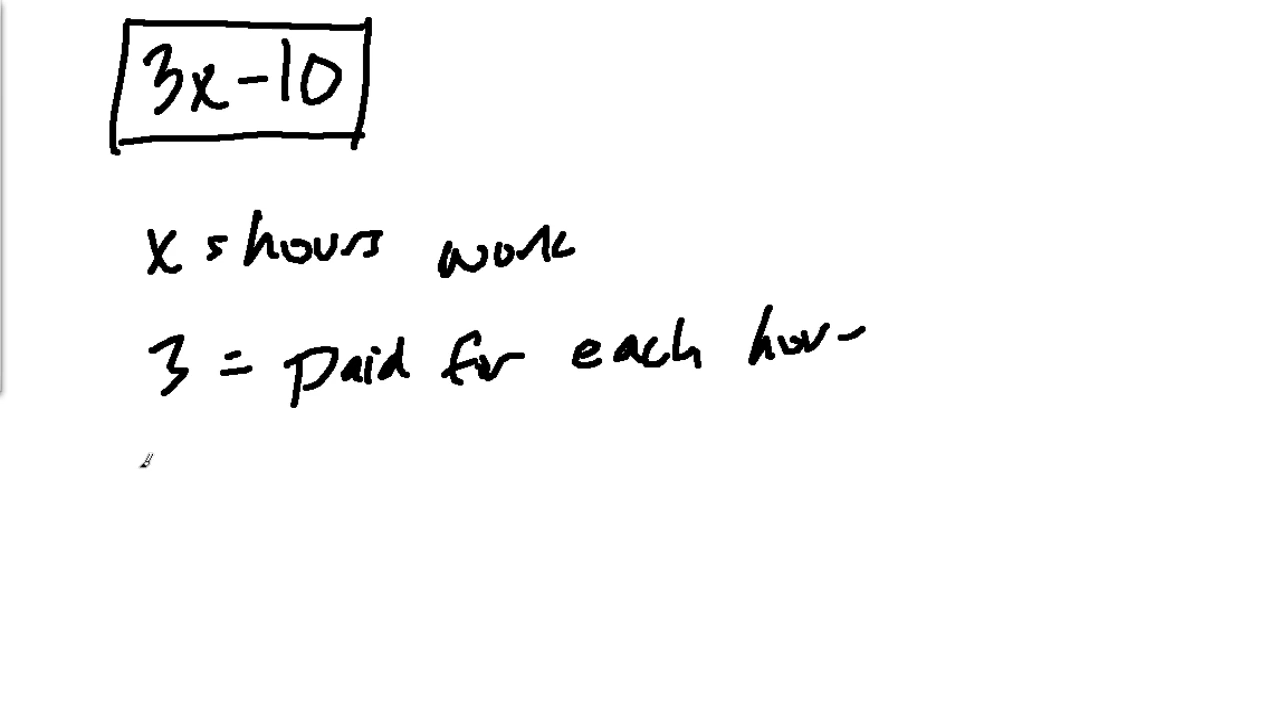 3x-10
x = hours work
3 = paid for each hour